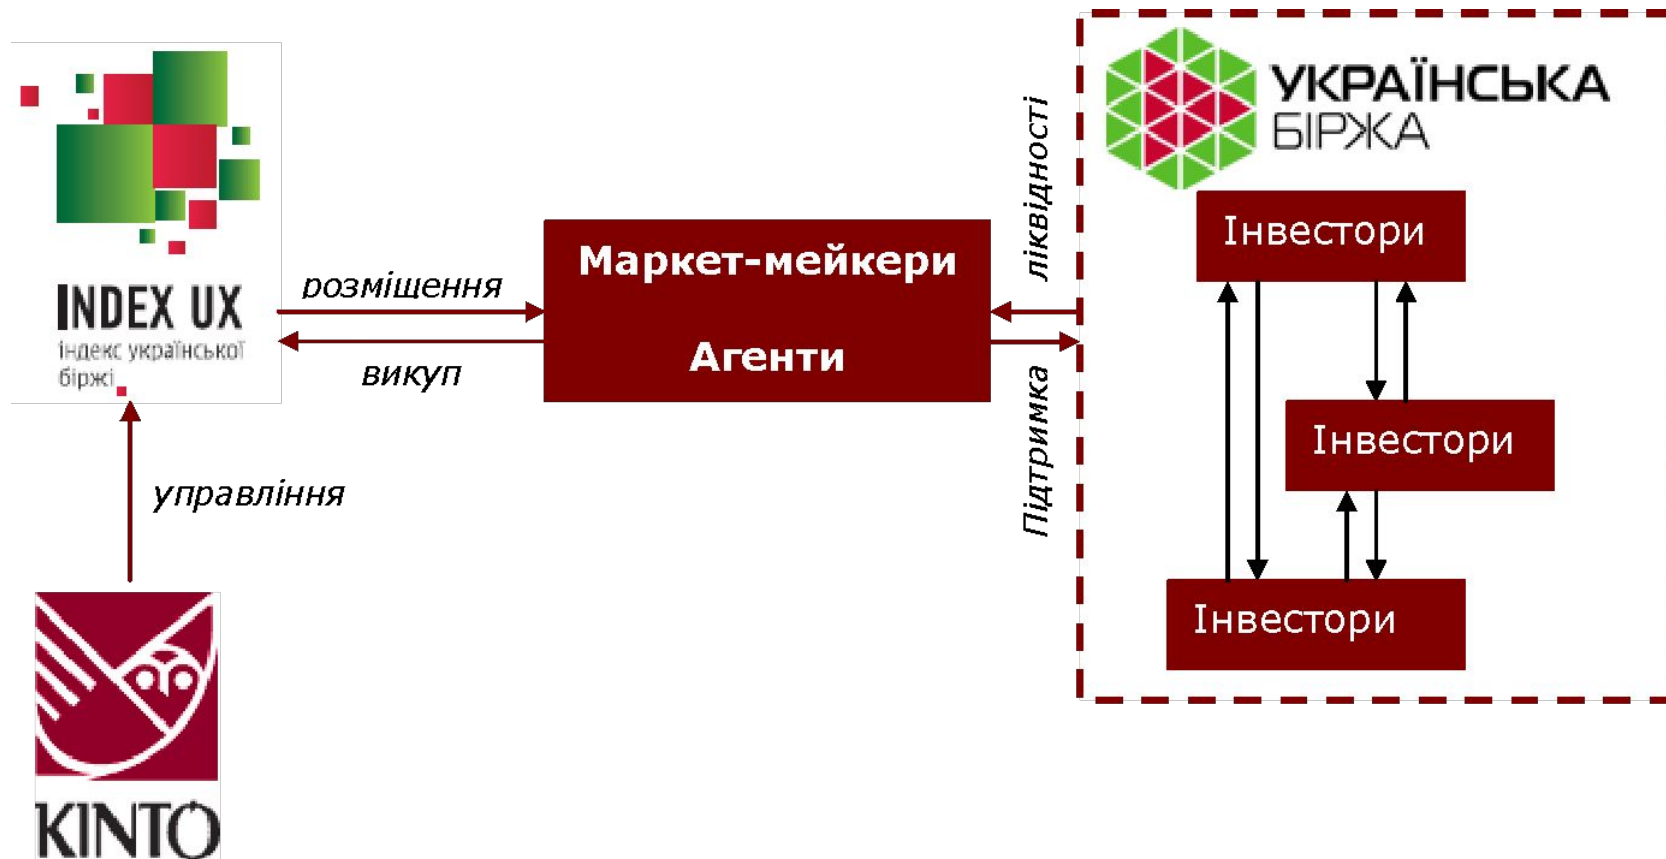 INDEX UX
індекс української
біржі
розміщення
викуп
управління
KINTO
Маркет-мейкери
Агенти
Підтримка
ліквідності
УКРАЇНСЬКА
БІРЖА
Інвестори
Інвестори
Інвестори